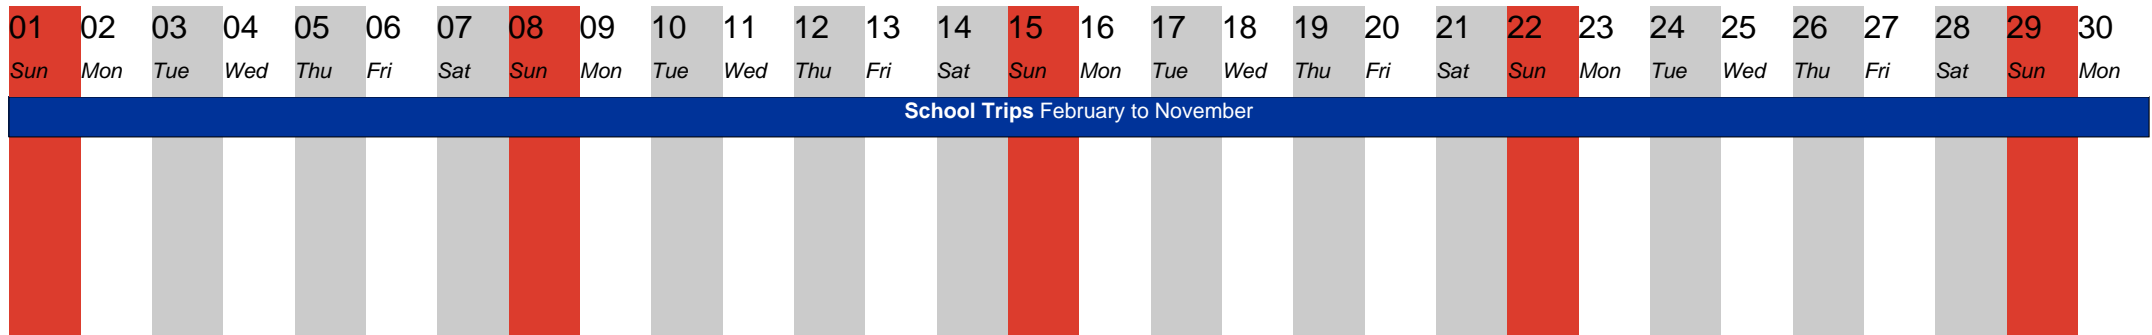 01 02 03 04 05 06 07 08 09 10 11 12 13 14 15 16 17 18 19 20 21 22 23 24 25 26 27 28 29 30
Sun Mon Tue Wed Thu Fri Sat Sun Mon Tue Wed Thu Fri Sat Sun Mon Tue Wed Thu Fri Sat Sun Mon Tue Wed Thu Fri Sat Sun Mon
School Trips February to November